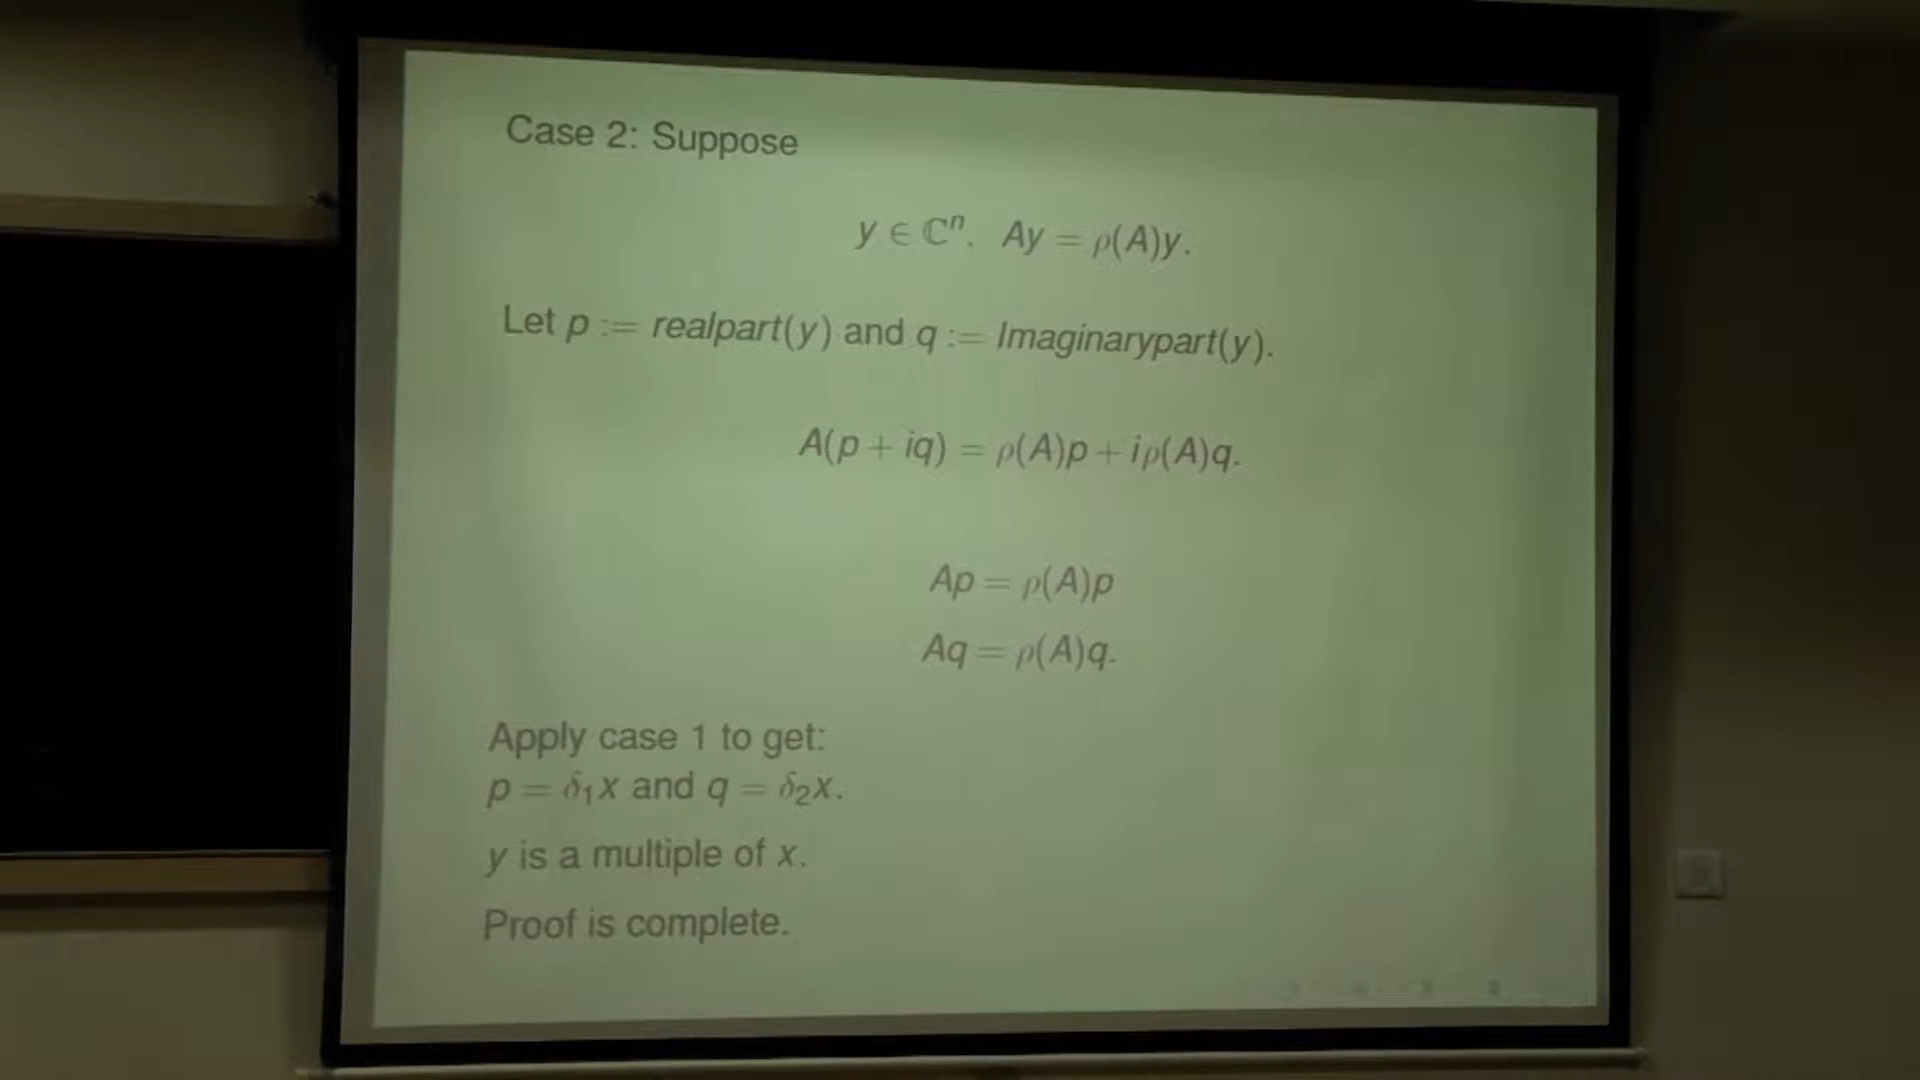 Case 2: Suppose
y ∈ ℂⁿ. Ay = ρ(A)y.
Let p := realpart(y) and q := Imaginarypart(y).
A(p + iq) = ρ(A)p + iρ(A)q.
Ap = ρ(A)p
Aq = ρ(A)q.
Apply case 1 to get:
p = δ₁x and q = δ₂x.
y is a multiple of x.
Proof is complete.